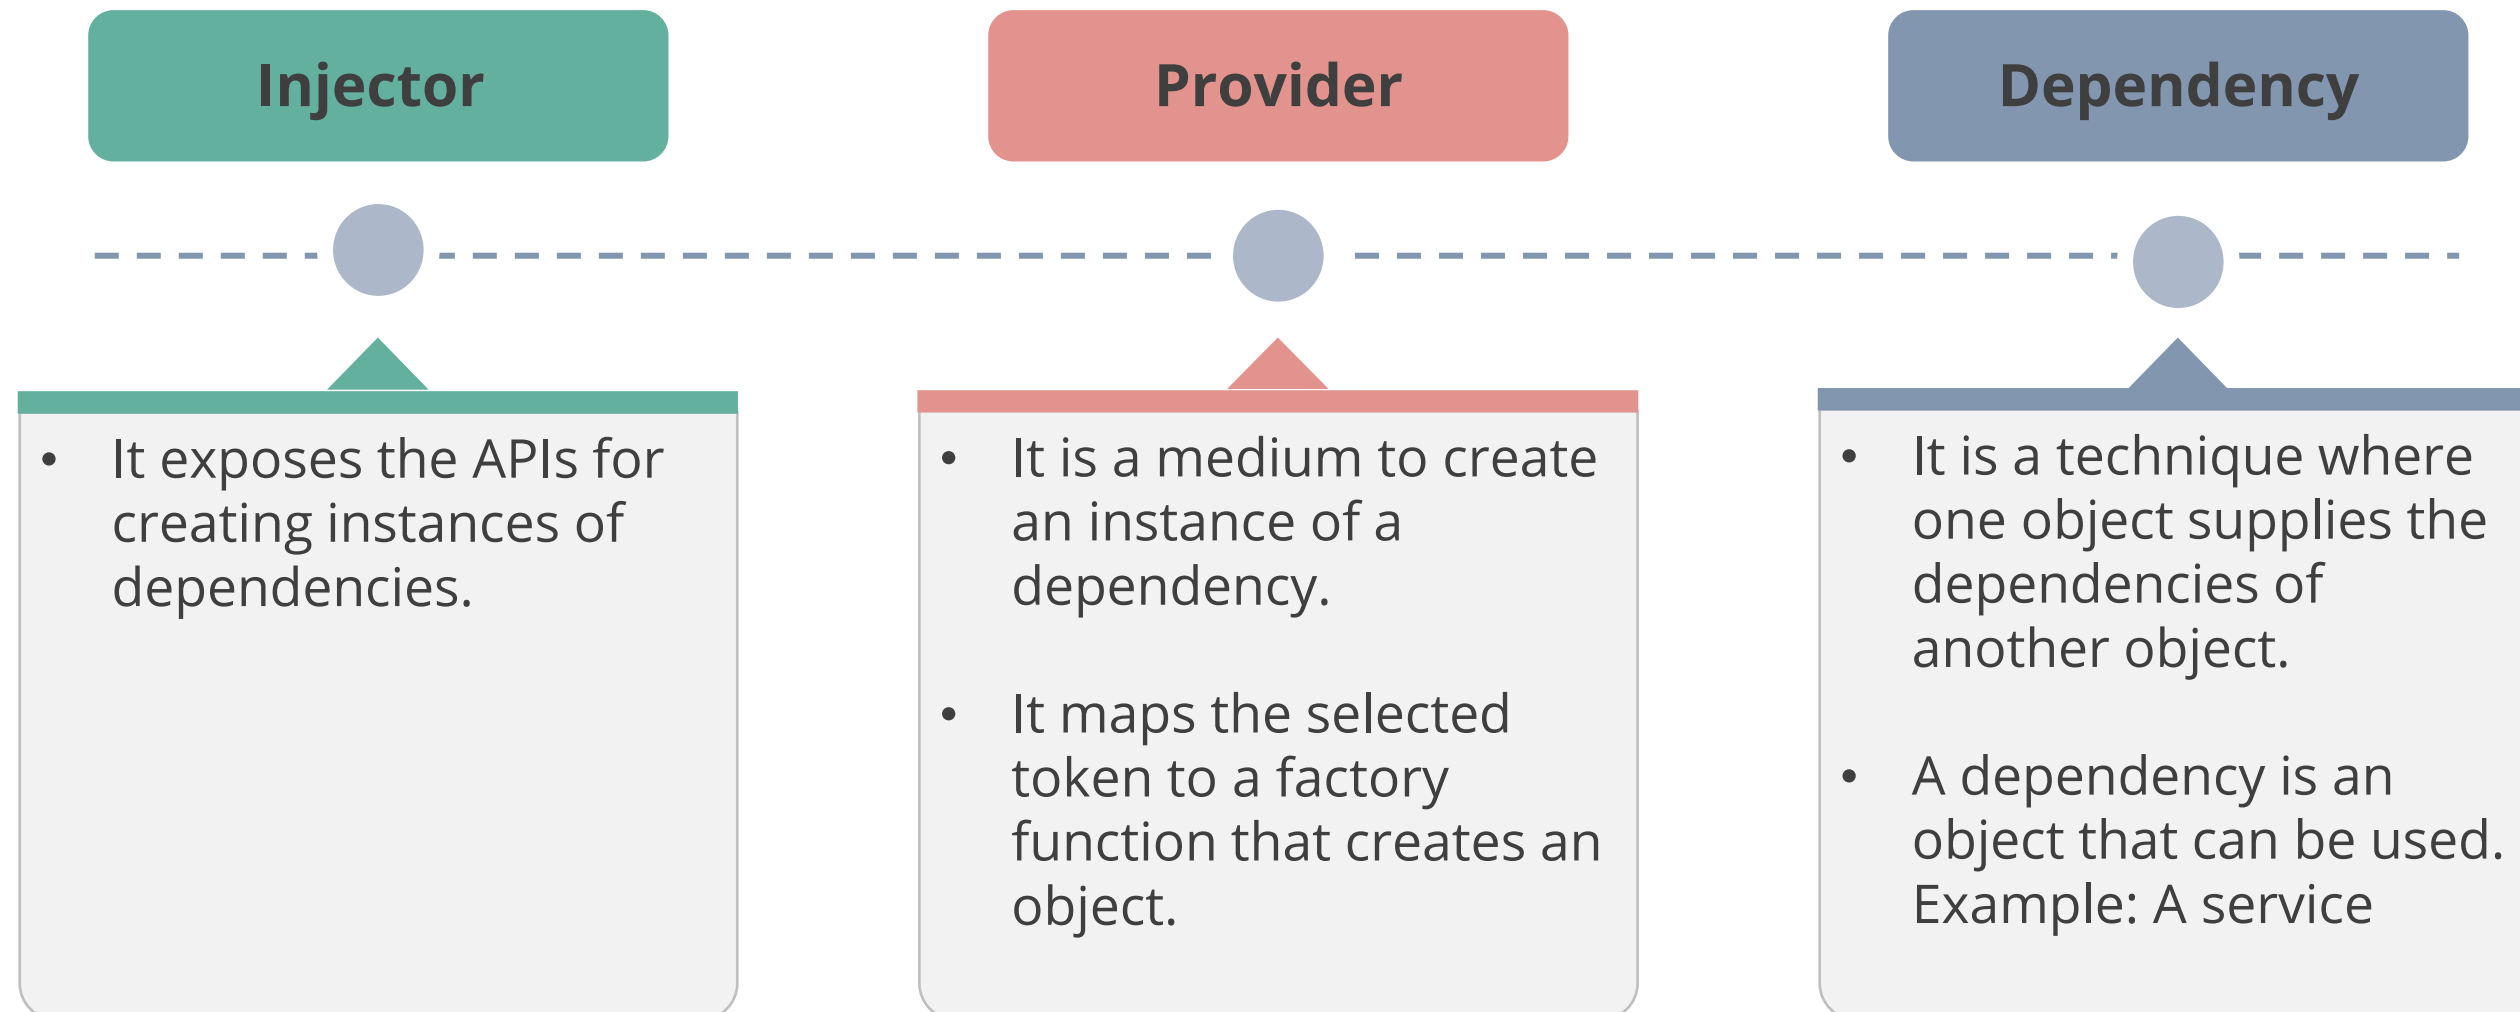 Injector
Provider
Dependency
• It exposes the APIs for
creating instances of
dependencies.
• It is a medium to create
an instance of a
dependency.
• It maps the selected
token to a factory
function that creates an
object.
• It is a technique where
one object supplies the
dependencies of
another object.
• A dependency is an
object that can be used.
Example: A service